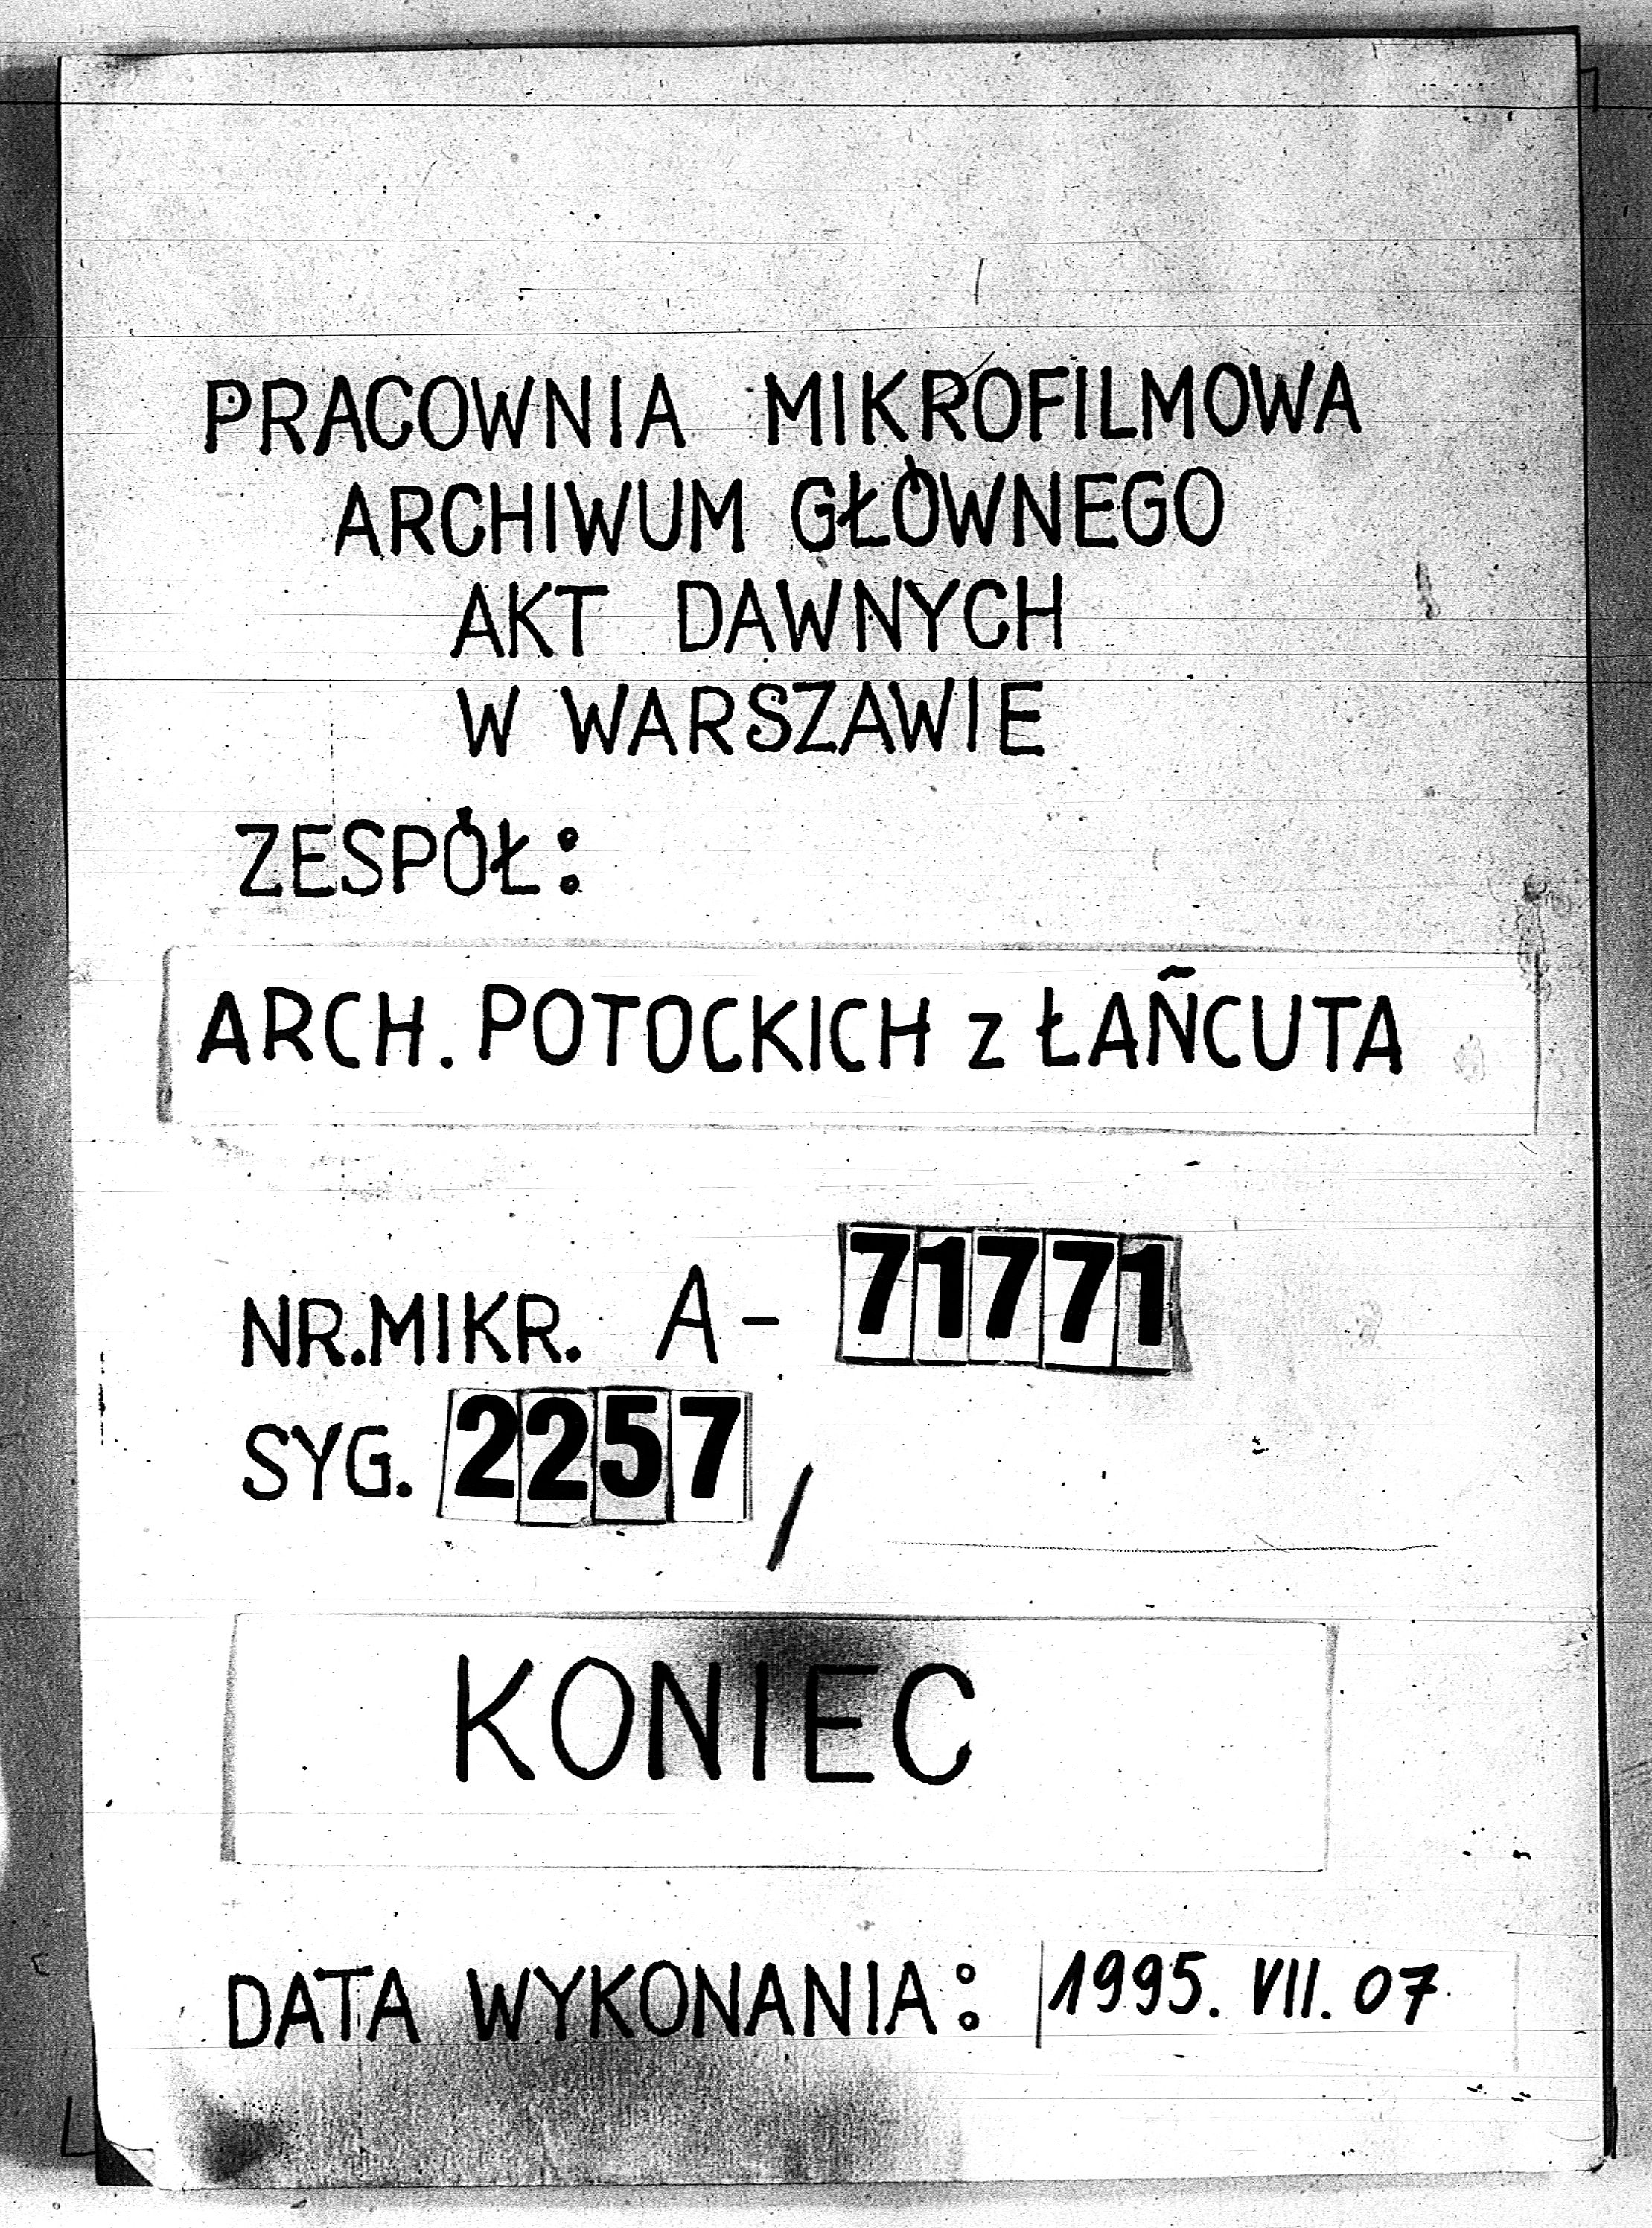 PRACOWNIA MIKROFILMOWA
ARCHIWUM GŁÓWNEGO
AKT DAWNYCH
W WARSZAWIE
ZESPÓŁ:
ARCH. POTOCKICH z ŁAÑCUTA
NR.MIKR. A- 71771
SYG. 2257/
KONIEC
DATA WYKONANIA: 1995. VII. 07